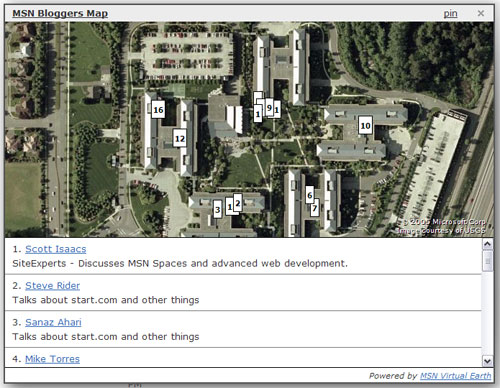 MSN Bloggers Map pin ×
16
12
1
9
1
10
3
1
2
6
7
© 2005 Microsoft Corp
Image courtesy of USGS
1. Scott Isaacs
SiteExperts - Discusses MSN Spaces and advanced web development.
2. Steve Rider
Talks about start.com and other things
3. Sanaz Ahari
Talks about start.com and other things
4. Mike Torres
Powered by MSN Virtual Earth